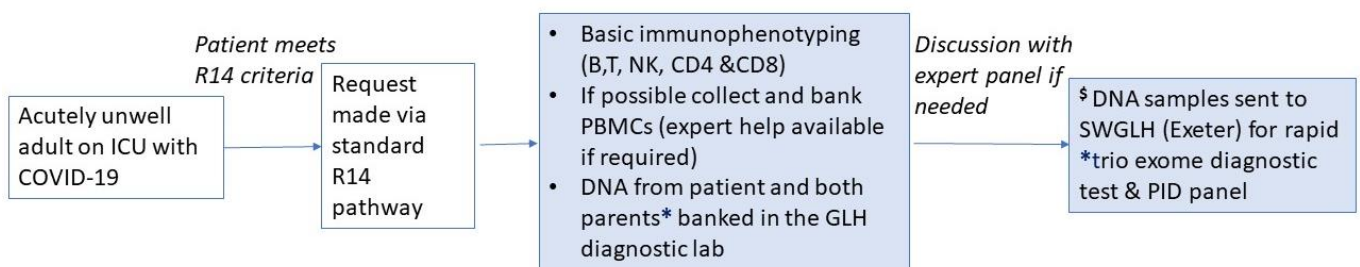 Acutely unwell
adult on ICU with
COVID-19
Patient meets
R14 criteria
Request
made via
standard
R14
pathway
• Basic immunophenotyping
(B,T, NK, CD4 &CD8)
• If possible collect and bank
PBMCs (expert help available
if required)
• DNA from patient and both
parents* banked in the GLH
diagnostic lab
Discussion with
expert panel if
needed
$ DNA samples sent to
SWGLH (Exeter) for rapid
*trio exome diagnostic
test & PID panel